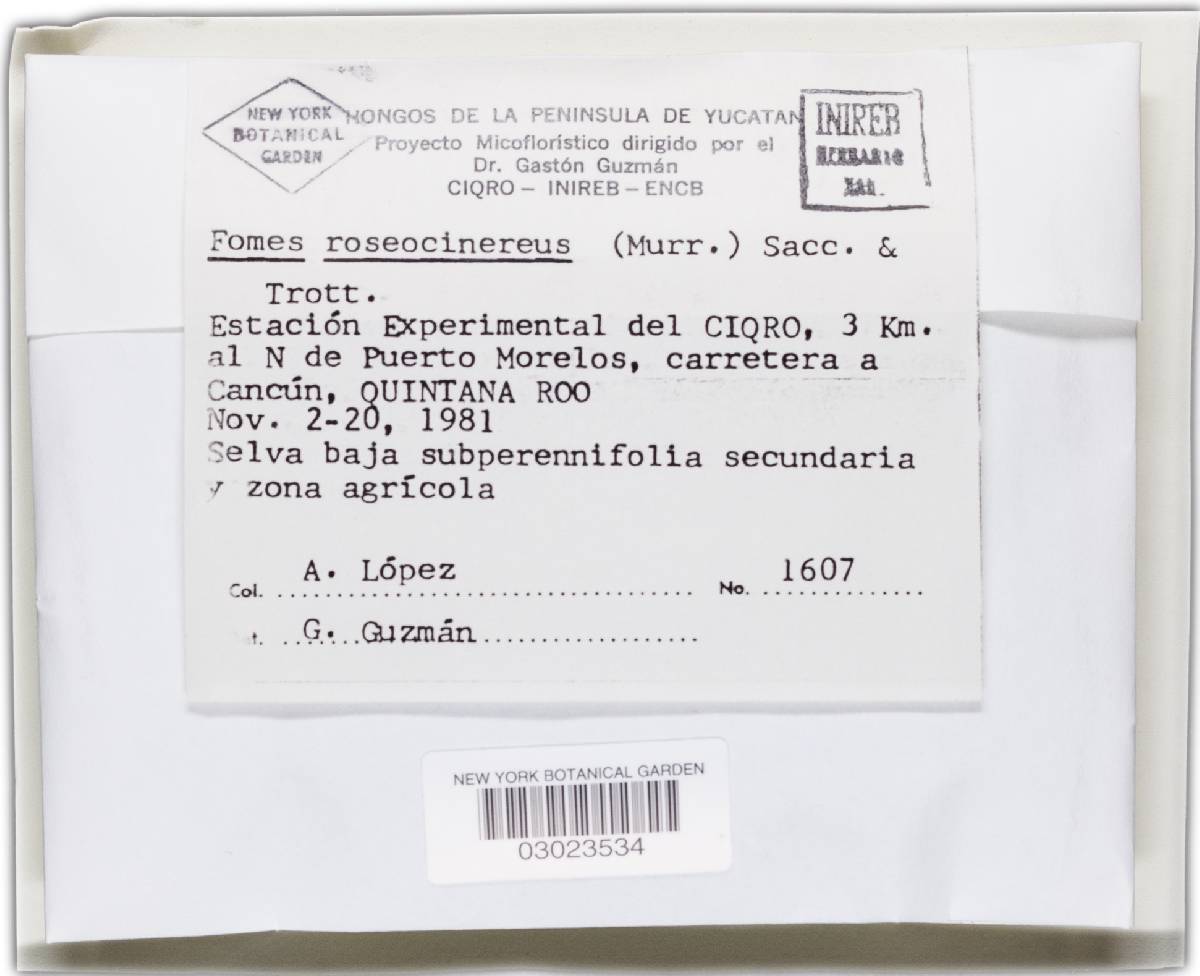 NEW YORK
BOTANICAL
GARDEN
HONGOS DE LA PENINSULA DE YUCATAN
Proyecto Micoflorístico dirigido por el
Dr. Gastón Guzmán
CIQRO – INIREB – ENCB
INIREB
HERBARIO
XAL.
Fomes roseocinereus (Murr.) Sacc. &
Trott.
Estación Experimental del CIQRO, 3 Km.
al N de Puerto Morelos, carretera a
Cancún, QUINTANA ROO
Nov. 2-20, 1981
Selva baja subperennifolia secundaria
y zona agrícola
Col. A. López No. 1607
t. G. Guzmán
NEW YORK BOTANICAL GARDEN
03023534